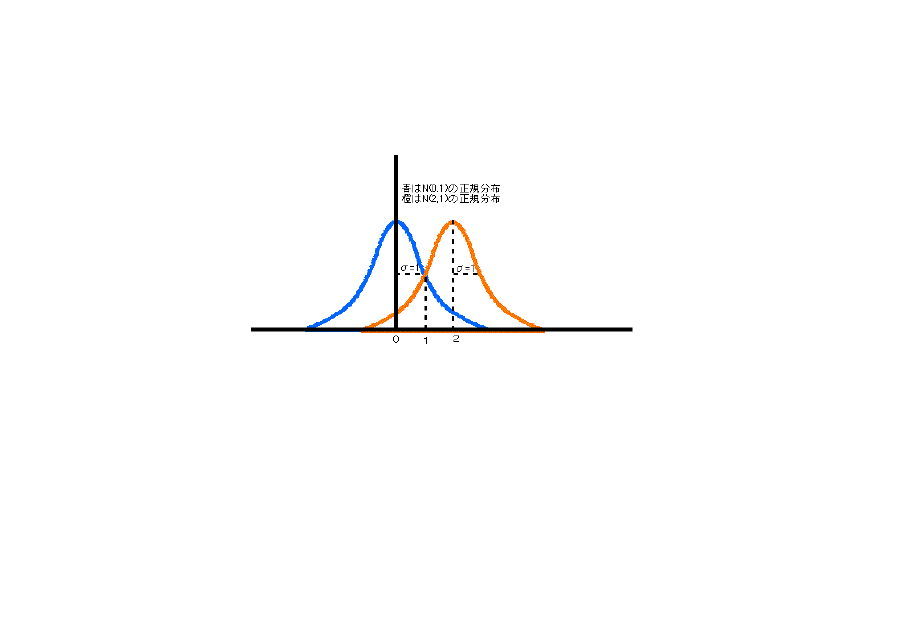 青はN(0,1)の正規分布
橙はN(2,1)の正規分布
σ=1
σ=1
0
1
2